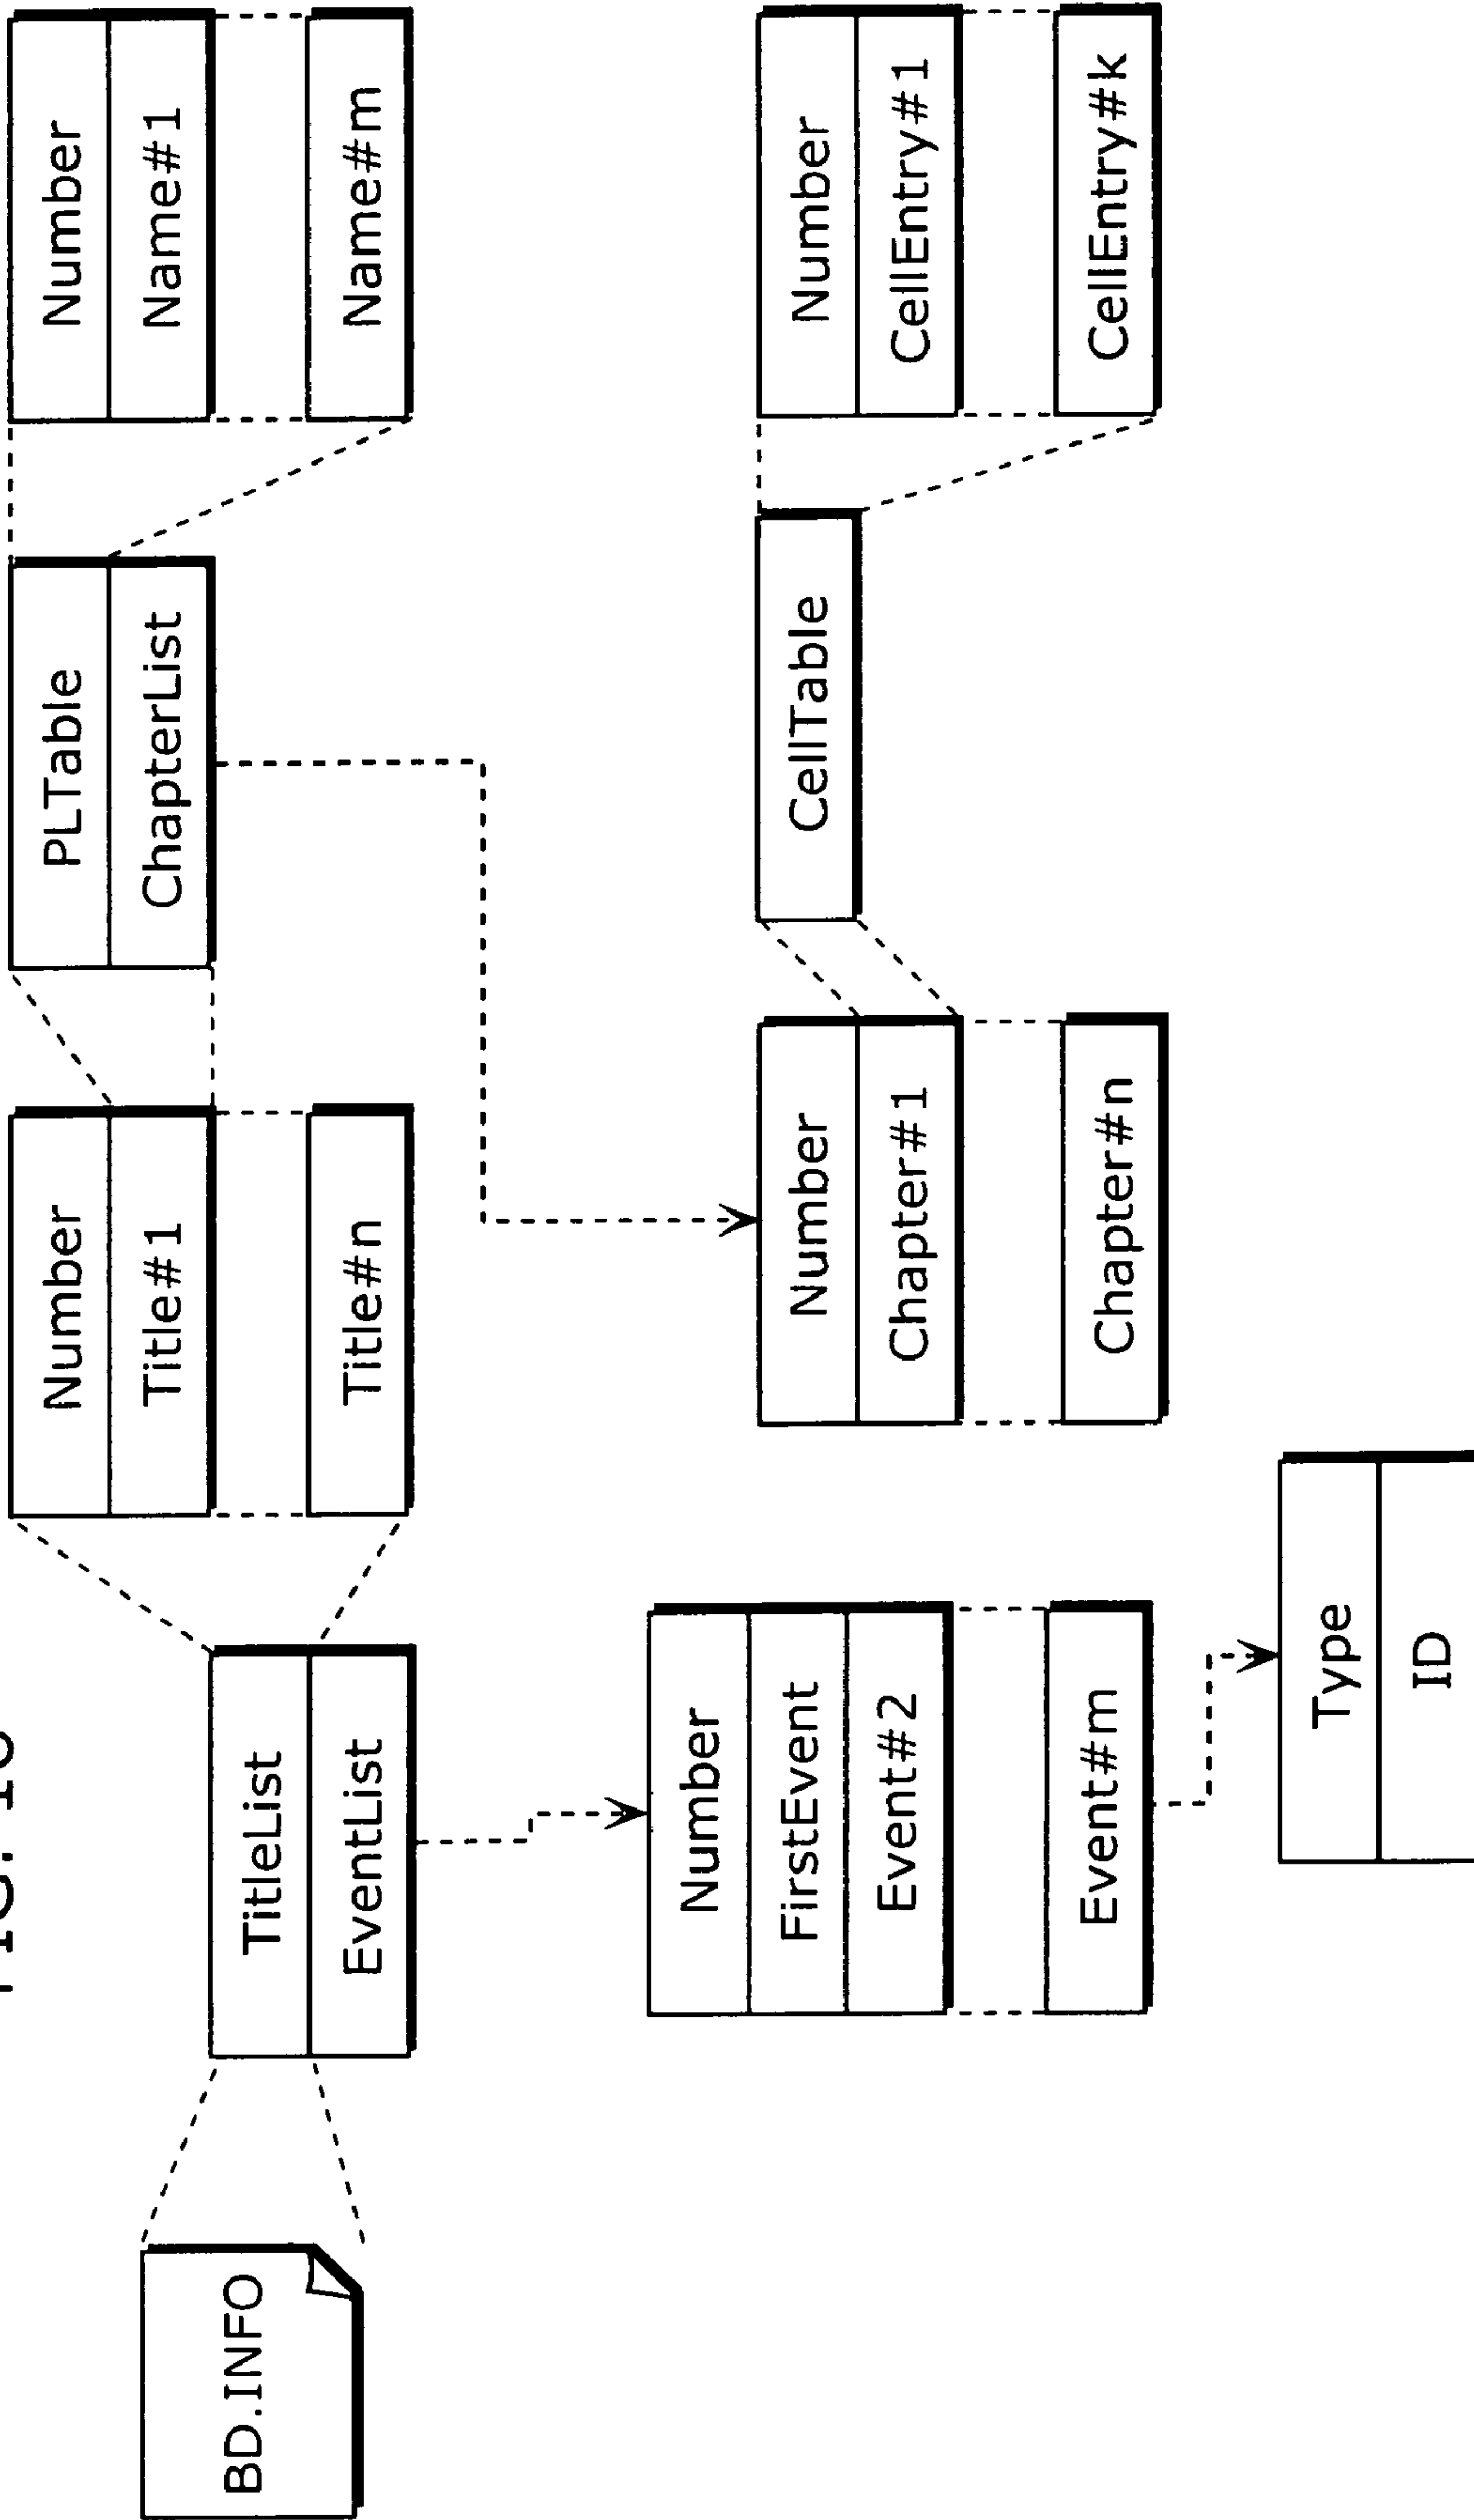 BD.INFO
TitleList
EventList
Number
Title#1
Title#n
PLTable
ChapterList
Number
Name#1
Name#m
Number
FirstEvent
Event#2
Event#m
Type
ID
Number
Chapter#1
Chapter#n
CellTable
Number
CellEntry#1
CellEntry#k